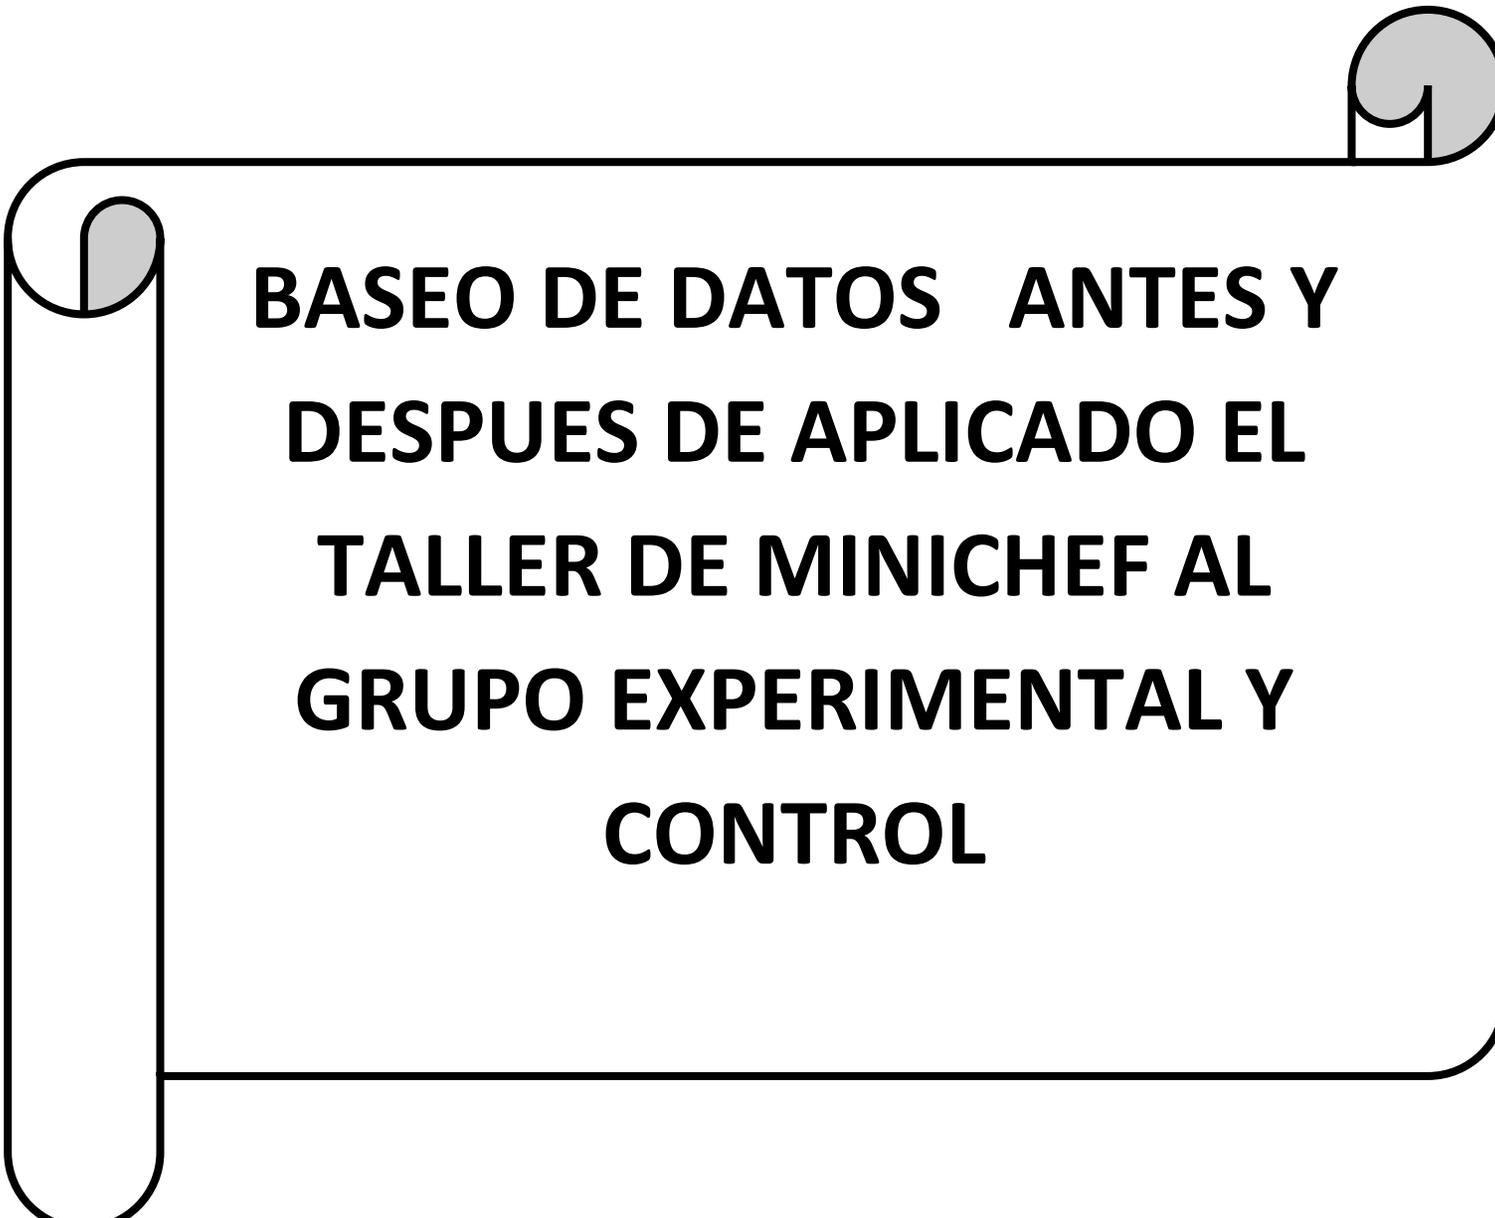 BASEO DE DATOS   ANTES Y
DESPUES DE APLICADO EL
TALLER DE MINICHEF AL
GRUPO EXPERIMENTAL Y
CONTROL